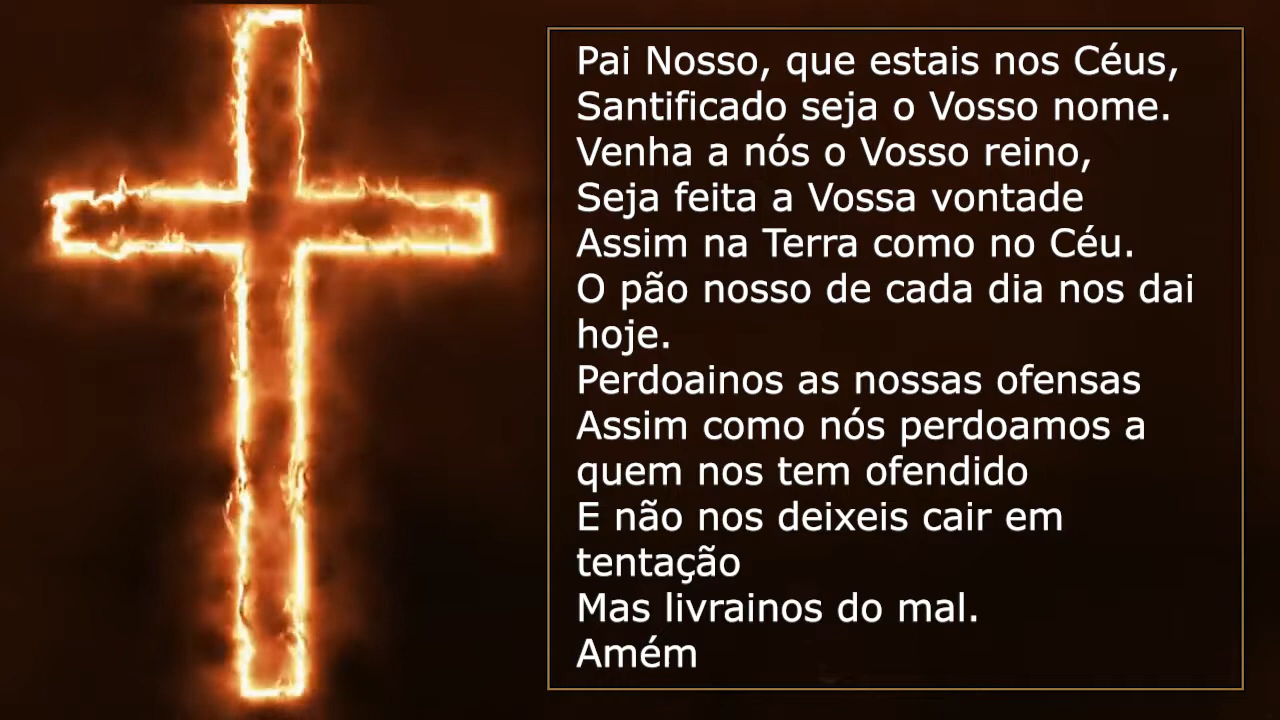 Pai Nosso, que estais nos Céus,
Santificado seja o Vosso nome.
Venha a nós o Vosso reino,
Seja feita a Vossa vontade
Assim na Terra como no Céu.
O pão nosso de cada dia nos dai
hoje.
Perdoainos as nossas ofensas
Assim como nós perdoamos a
quem nos tem ofendido
E não nos deixeis cair em
tentação
Mas livrainos do mal.
Amém